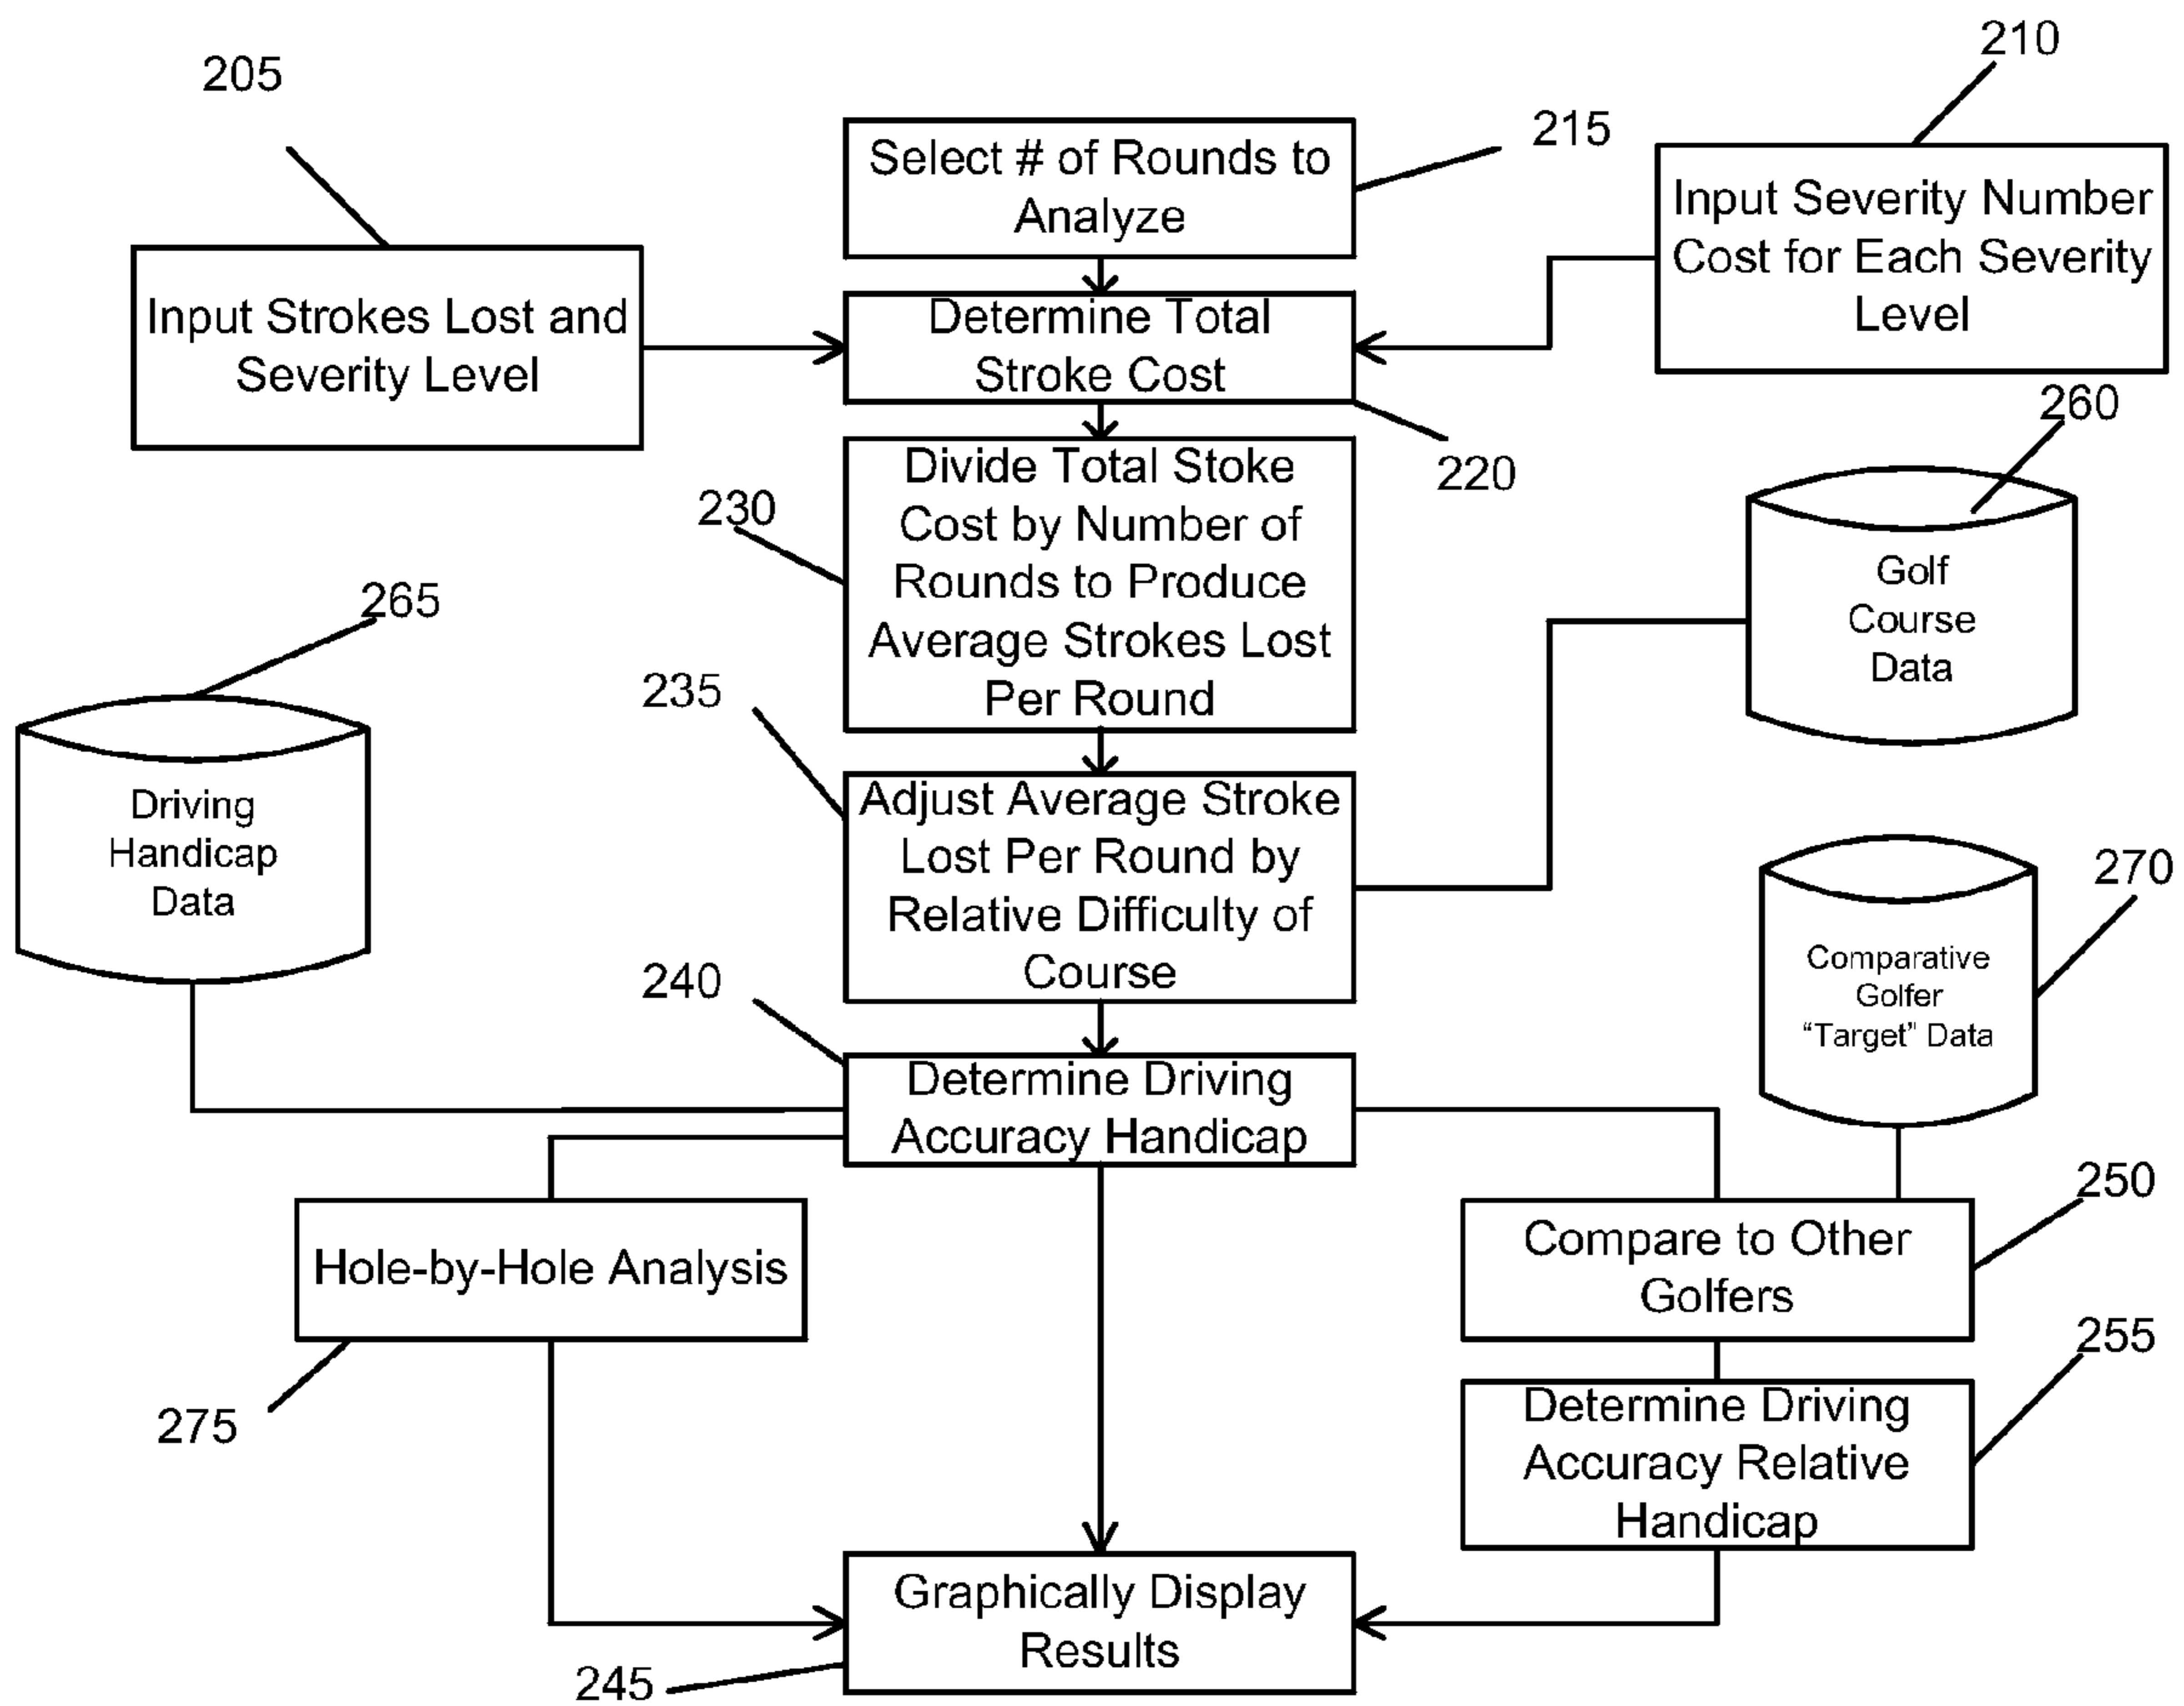 205
210
215
Select # of Rounds to
Analyze
Input Severity Number
Cost for Each Severity
Level
Input Strokes Lost and
Severity Level
Determine Total
Stroke Cost
260
220
230
Divide Total Stoke
Cost by Number of
Rounds to Produce
Average Strokes Lost
Per Round
Golf
Course
Data
265
235
Driving
Handicap
Data
Adjust Average Stroke
Lost Per Round by
Relative Difficulty of
Course
270
Comparative
Golfer
“Target” Data
240
Determine Driving
Accuracy Handicap
250
Hole-by-Hole Analysis
Compare to Other
Golfers
255
275
Determine Driving
Accuracy Relative
Handicap
Graphically Display
Results
245